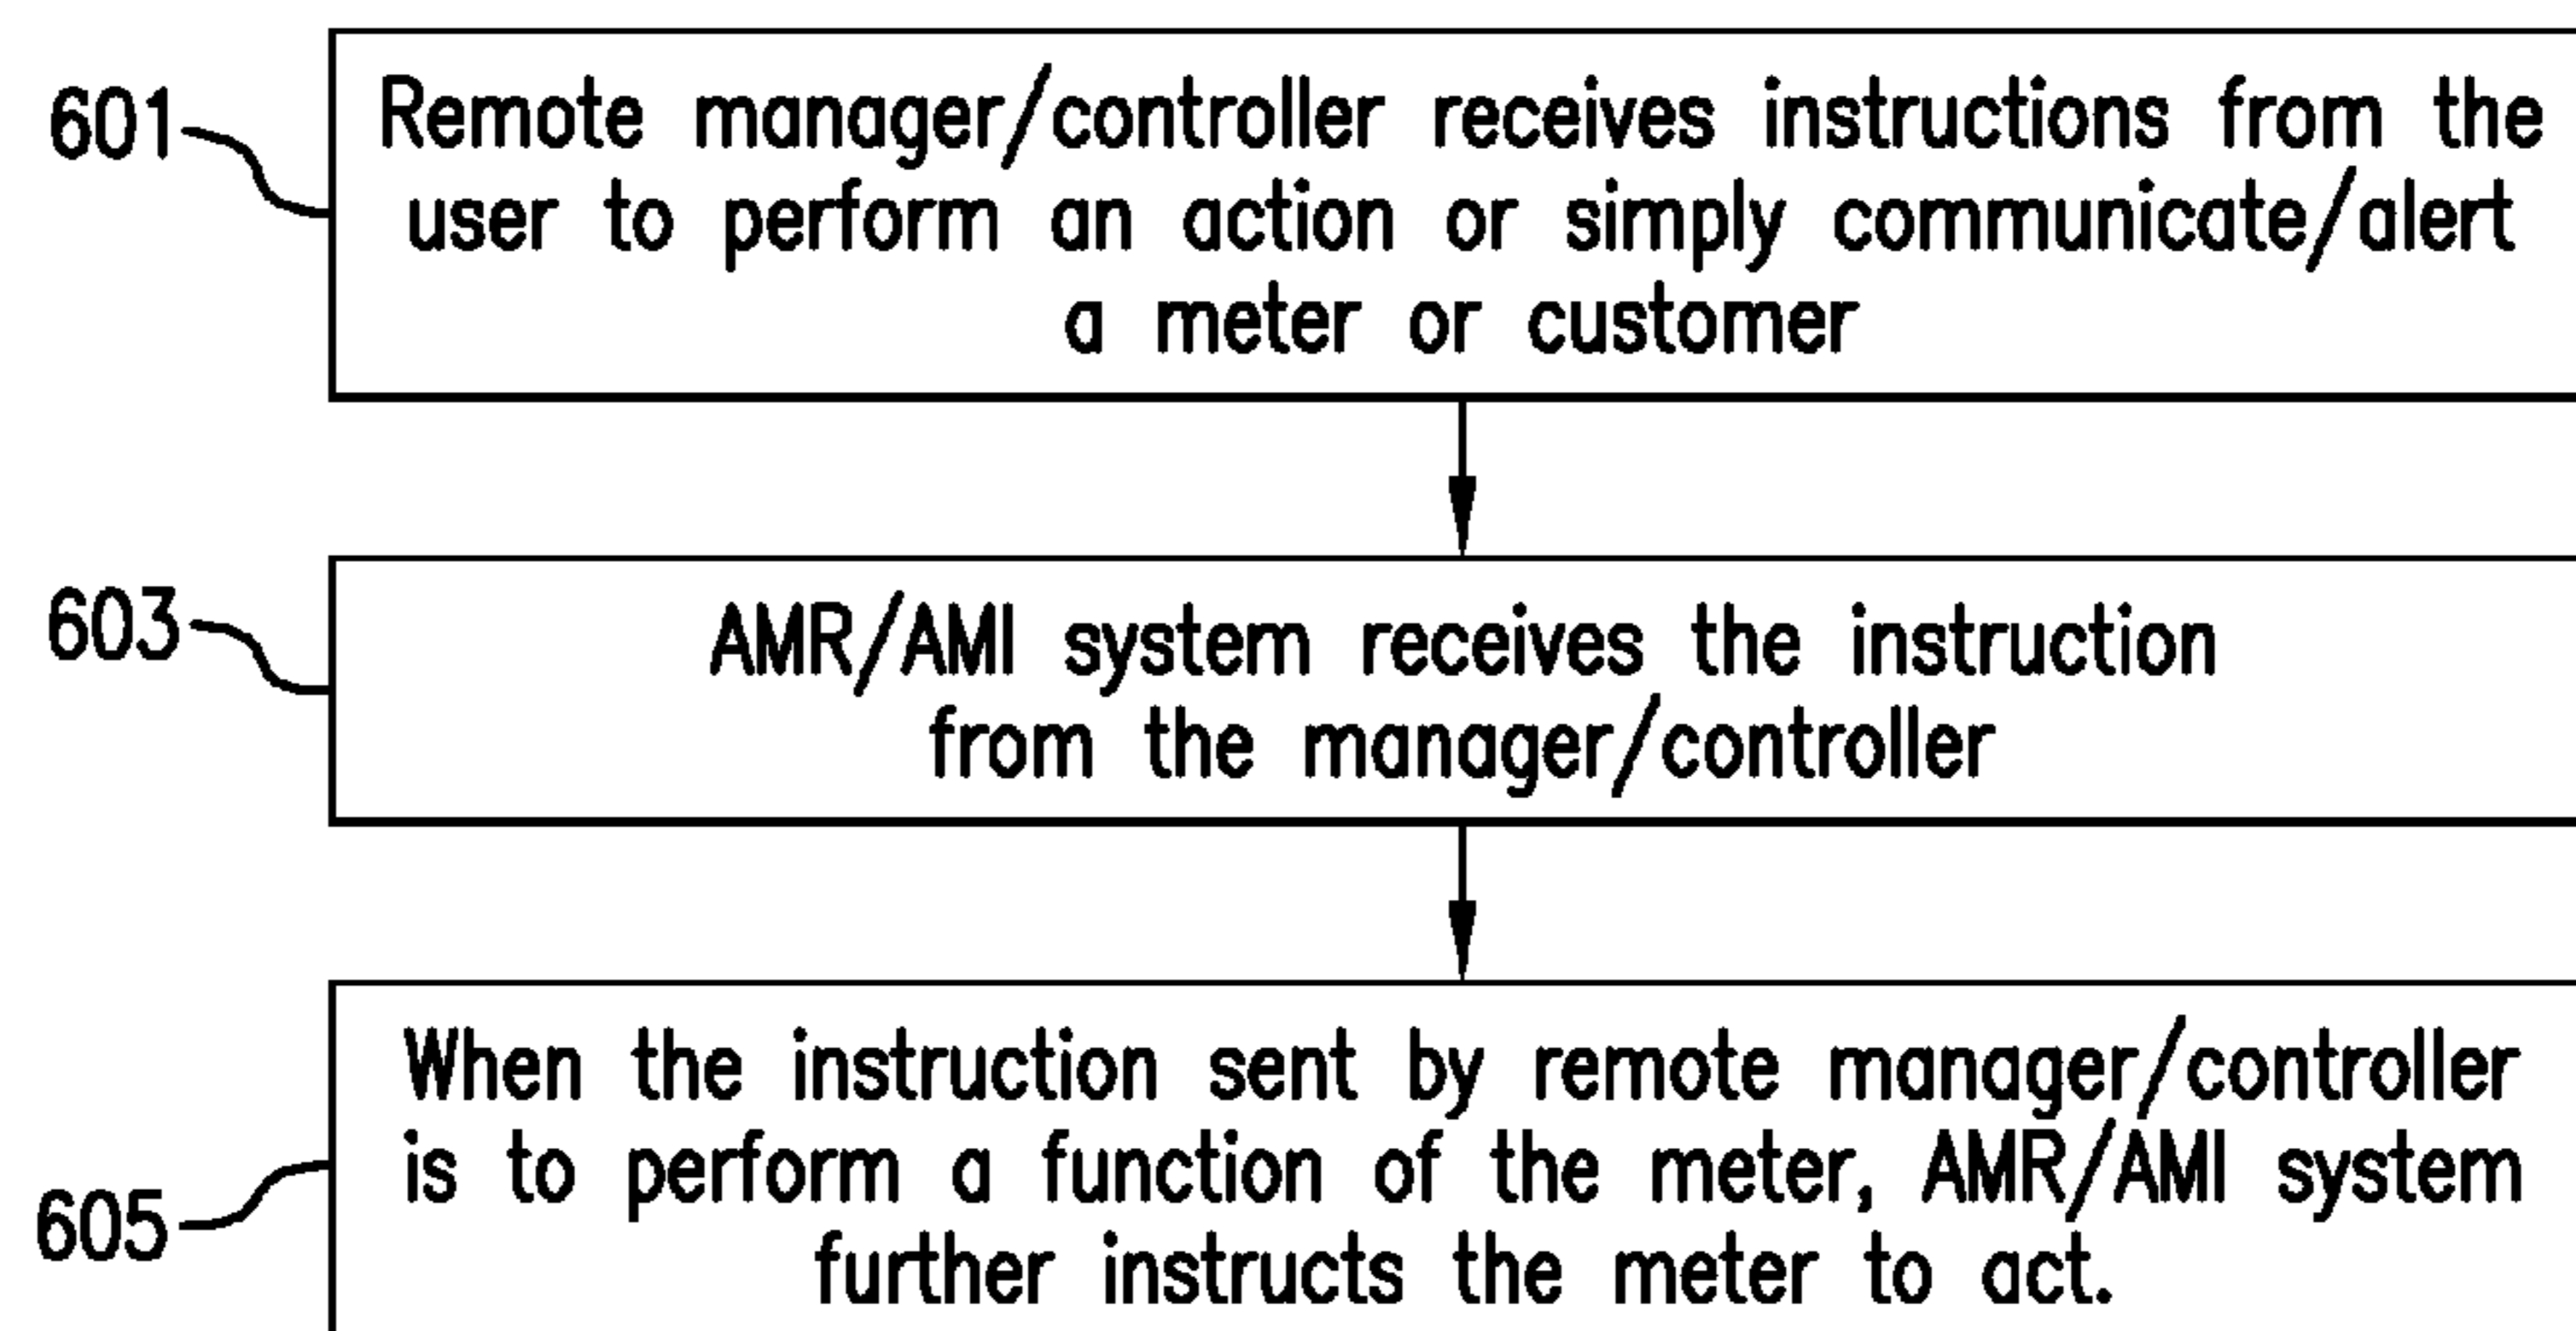 601
Remote manager/controller receives instructions from the
user to perform an action or simply communicate/alert
a meter or customer
603
AMR/AMI system receives the instruction
from the manager/controller
When the instruction sent by remote manager/controller
is to perform a function of the meter, AMR/AMI system
further instructs the meter to act.
605